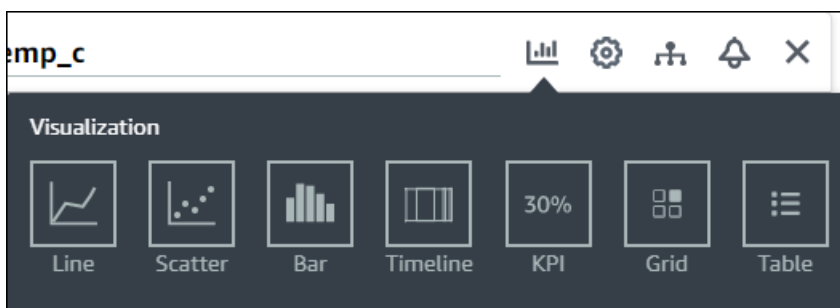 emp_c
Visualization
30%
Line Scatter Bar Timeline KPI Grid Table